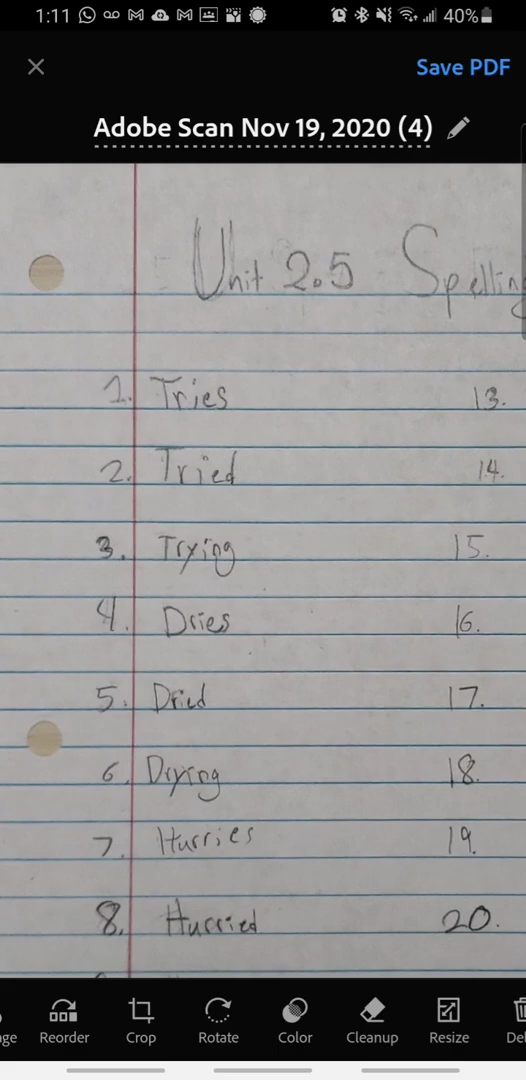 1:11 40%
Save PDF
Adobe Scan Nov 19, 2020 (4)
Unit 2.5 Spelling
1. Tries 13.
2. Tried 14.
3. Trying 15.
4. Dries 16.
5. Dried 17.
6. Drying 18.
7. Hurries 19.
8. Hurried 20.
Reorder Crop Rotate Color Cleanup Resize